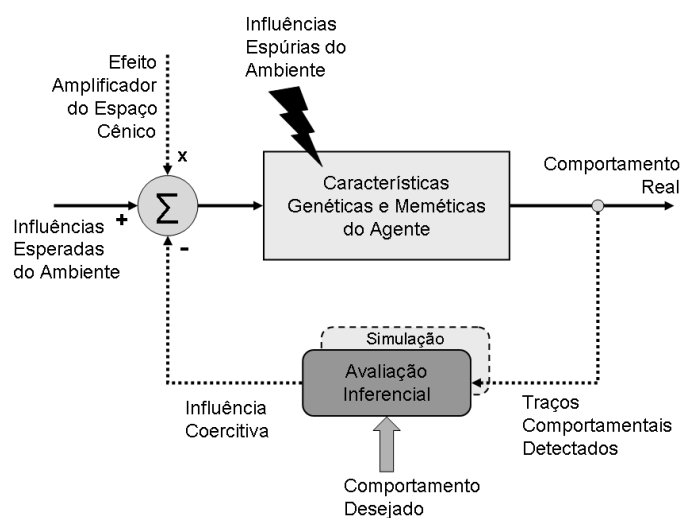 Influências
Espúrias do
Ambiente
Efeito
Amplificador
do Espaço
Cênico
x
Características
Genéticas e Meméticas
do Agente
Comportamento
Real
Σ
+
-
Influências
Esperadas
do Ambiente
Simulação
Avaliação
Inferencial
Influência
Coercitiva
Traços
Comportamentais
Detectados
Comportamento
Desejado